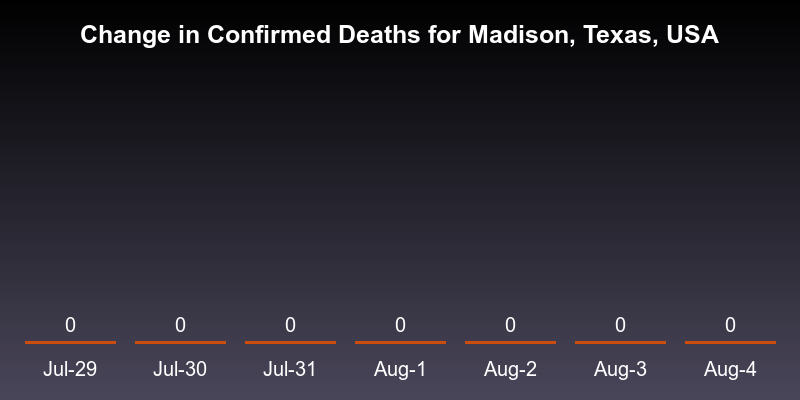 Change in Confirmed Deaths for Madison, Texas, USA
0 0 0 0 0 0 0
Jul-29 Jul-30 Jul-31 Aug-1 Aug-2 Aug-3 Aug-4